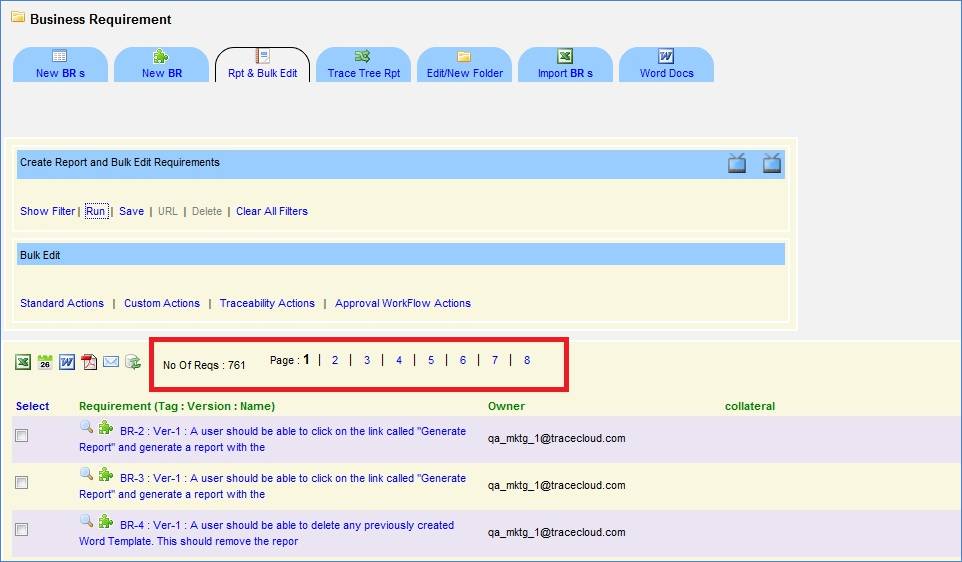 Business Requirement
New BR s
New BR
Rpt & Bulk Edit
Trace Tree Rpt
Edit/New Folder
Import BR s
Word Docs
Create Report and Bulk Edit Requirements
Show Filter | Run | Save | URL | Delete | Clear All Filters
Bulk Edit
Standard Actions | Custom Actions | Traceability Actions | Approval WorkFlow Actions
26
No Of Reqs : 761 Page : 1 | 2 | 3 | 4 | 5 | 6 | 7 | 8
Select Requirement (Tag : Version : Name) Owner collateral
BR-2 : Ver-1 : A user should be able to click on the link called "Generate
Report" and generate a report with the
qa_mktg_1@tracecloud.com
BR-3 : Ver-1 : A user should be able to click on the link called "Generate
Report" and generate a report with the
qa_mktg_1@tracecloud.com
BR-4 : Ver-1 : A user should be able to delete any previously created
Word Template. This should remove the repor
qa_mktg_1@tracecloud.com